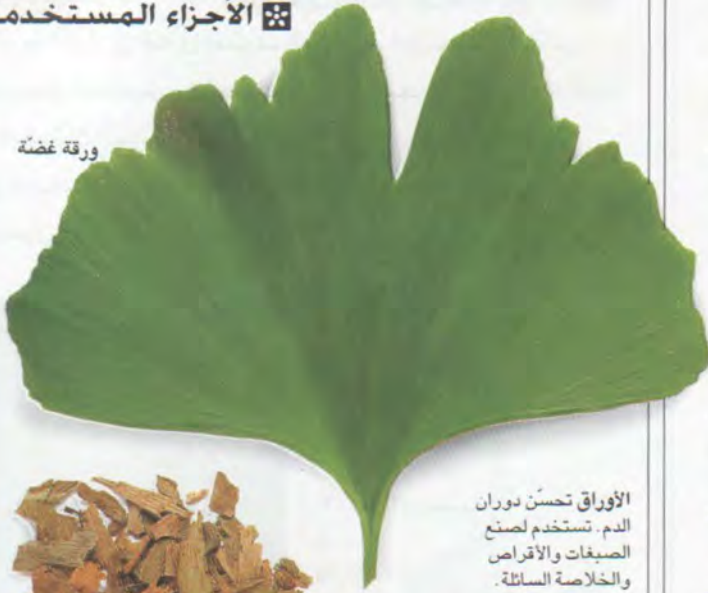 الأجزاء المستخدمة
ورقة غضّة
الأوراق تحسّن دوران
الدم. تستخدم لصنع
الصبغات والأقراص
والخلاصة السائلة.